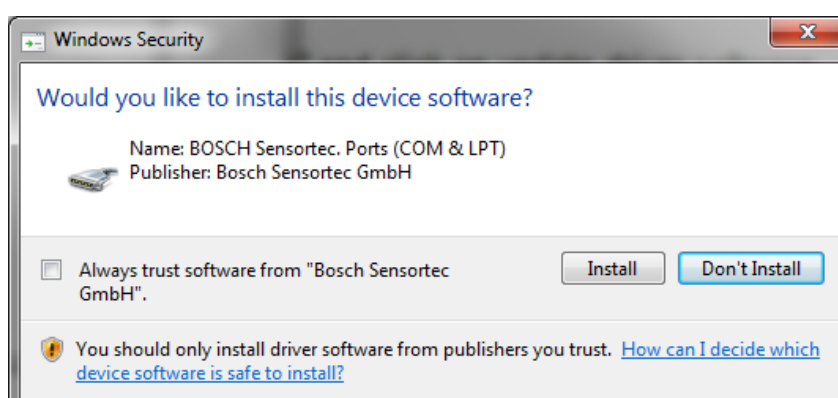 Windows Security
Would you like to install this device software?
Name: BOSCH Sensortec. Ports (COM & LPT)
Publisher: Bosch Sensortec GmbH
Always trust software from "Bosch Sensortec
GmbH".
Install
Don't Install
You should only install driver software from publishers you trust. How can I decide which
device software is safe to install?